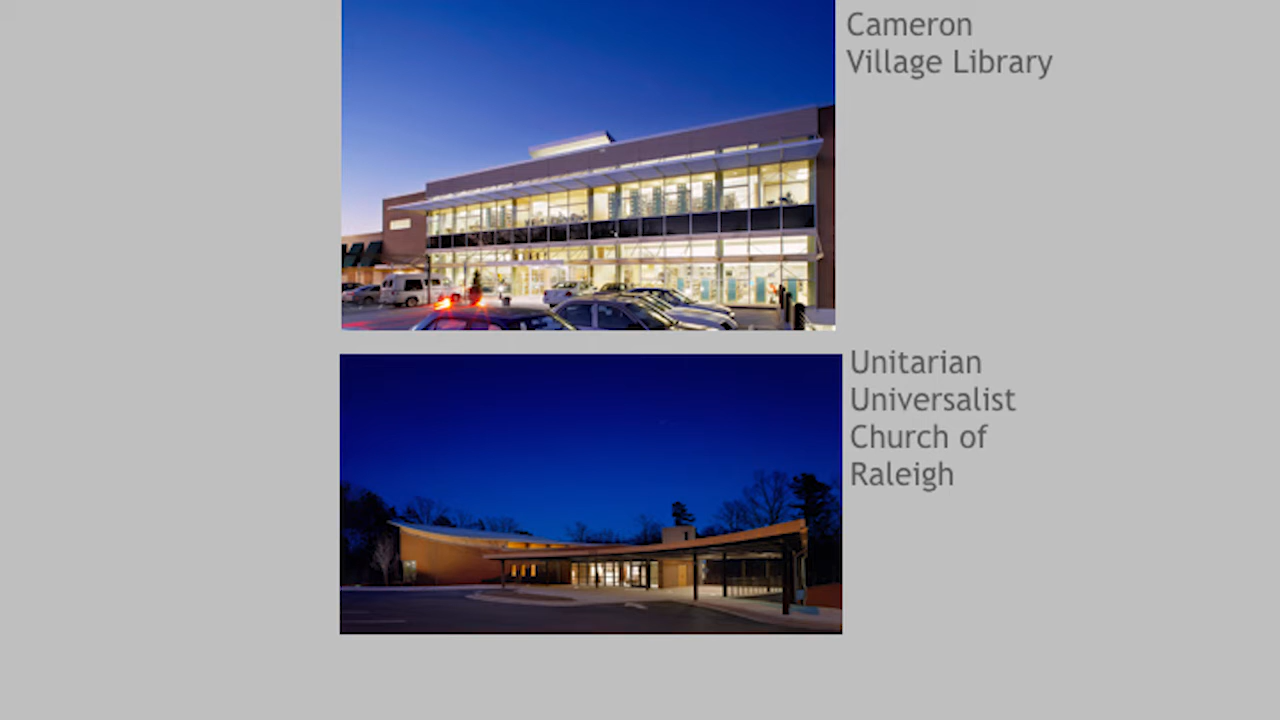 Cameron
Village Library
Unitarian
Universalist
Church of
Raleigh